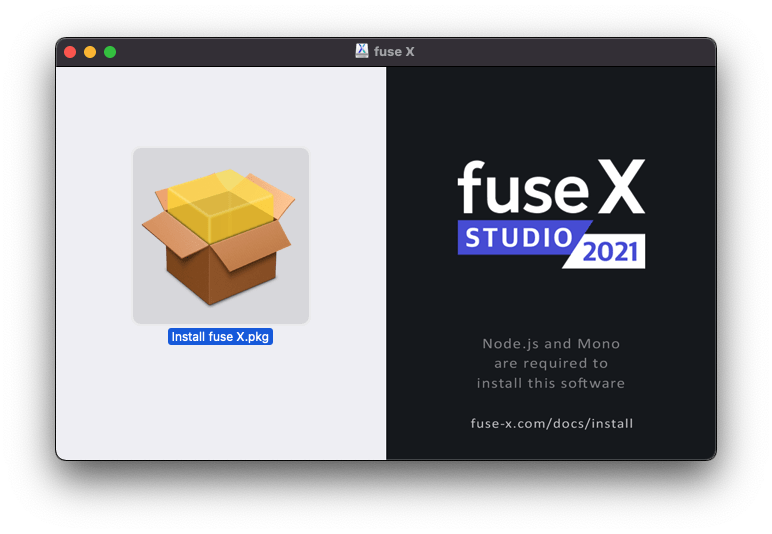 fuse X
Install fuse X.pkg
fuse X
STUDIO
2021
Node.js and Mono
are required to
install this software
fuse-x.com/docs/install